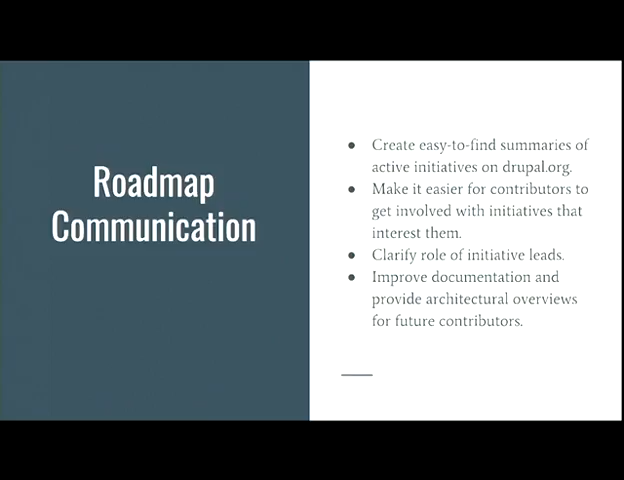 Roadmap
Communication
● Create easy-to-find summaries of
active initiatives on drupal.org.
● Make it easier for contributors to
get involved with initiatives that
interest them.
● Clarify role of initiative leads.
● Improve documentation and
provide architectural overviews
for future contributors.